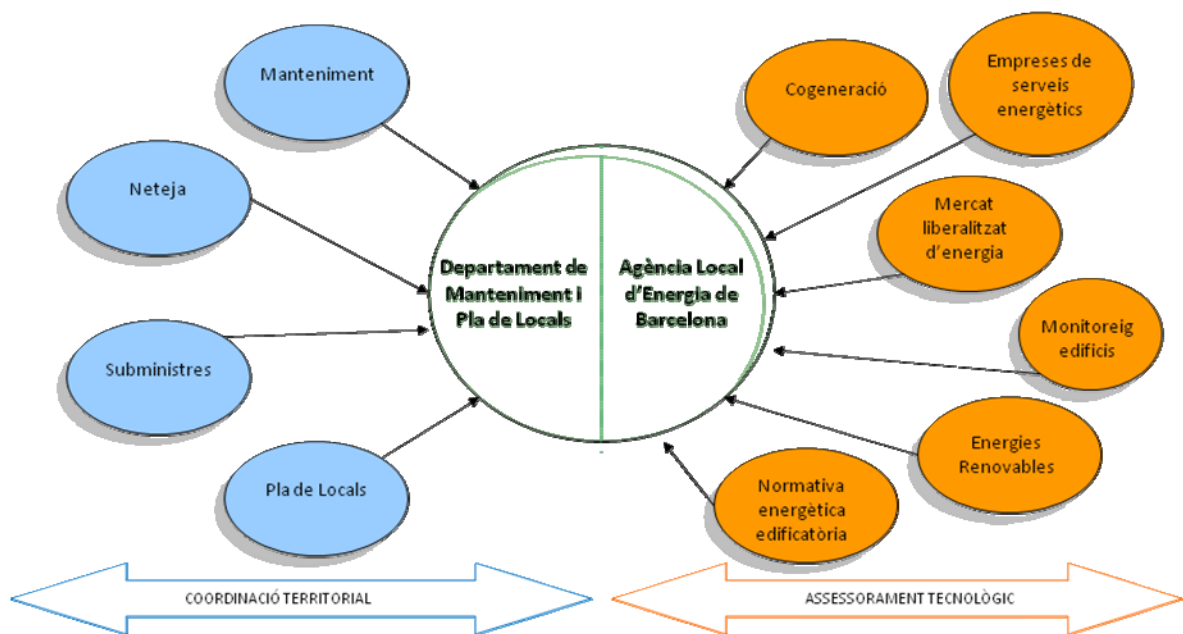 Manteniment
Neteja
Subministres
Pla de Locals
Departament de
Manteniment i
Pla de Locals
Agència Local
d'Energia de
Barcelona
Cogeneració
Empreses de
serveis
energètics
Mercat
liberalitzat
d'energia
Monitoreig
edificis
Energies
Renovables
Normativa
energètica
edificatòria
COORDINACIÓ TERRITORIAL
ASSESSORAMENT TECNOLÒGIC